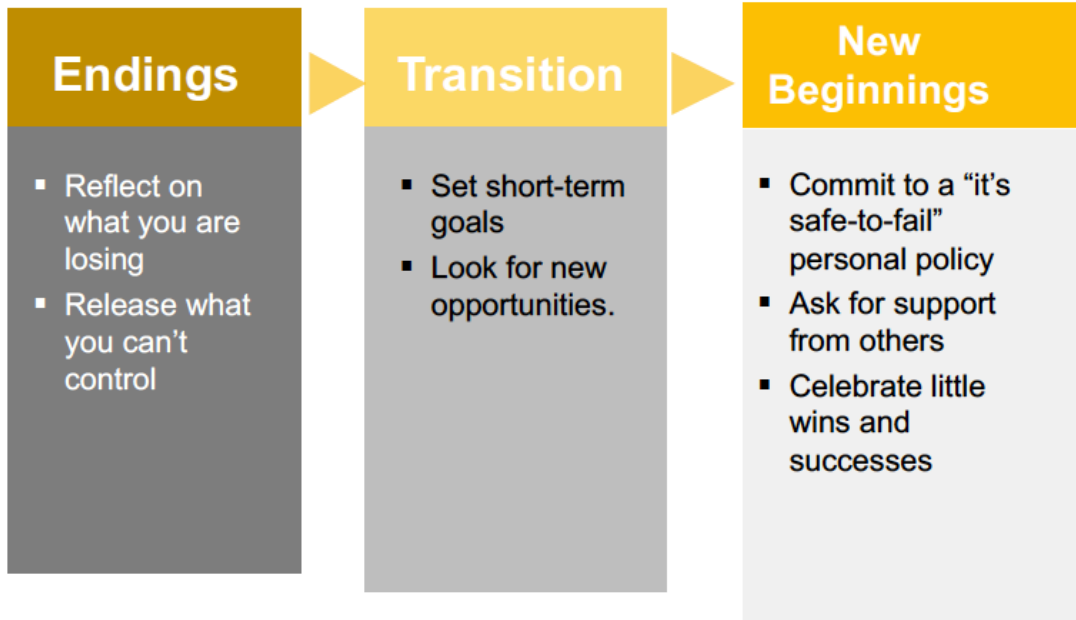 Endings
▪ Reflect on
what you are
losing
▪ Release what
you can’t
control
Transition
▪ Set short-term
goals
▪ Look for new
opportunities.
New
Beginnings
▪ Commit to a “it’s
safe-to-fail”
personal policy
▪ Ask for support
from others
▪ Celebrate little
wins and
successes